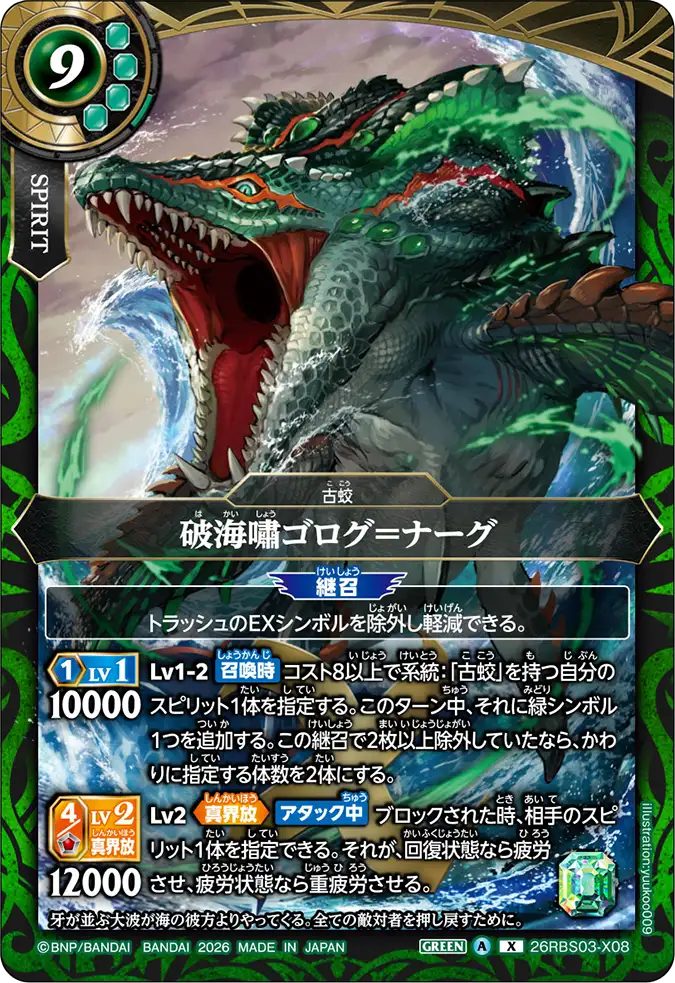 9
SPIRIT
古蛟
破海嘯ゴログ＝ナーグ
継召
トラッシュのEXシンボルを除外し軽減できる。
1 LV1
10000
Lv1-2 召喚時 コスト8以上で系統：「古蛟」を持つ自分の
スピリット1体を指定する。このターン中、それに緑シンボル
1つを追加する。この継召で2枚以上除外していたなら、かわ
りに指定する体数を2体にする。
4 LV2
真界放
12000
Lv2 真界放 アタック中 ブロックされた時、相手のスピ
リット1体を指定できる。それが、回復状態なら疲労
させ、疲労状態なら重疲労させる。
牙が並ぶ大波が海の彼方よりやってくる。全ての敵対者を押し戻すために。
illustration:yuukoo009
©BNP/BANDAI BANDAI 2026 MADE IN JAPAN GREEN A X 26RBS03-X08